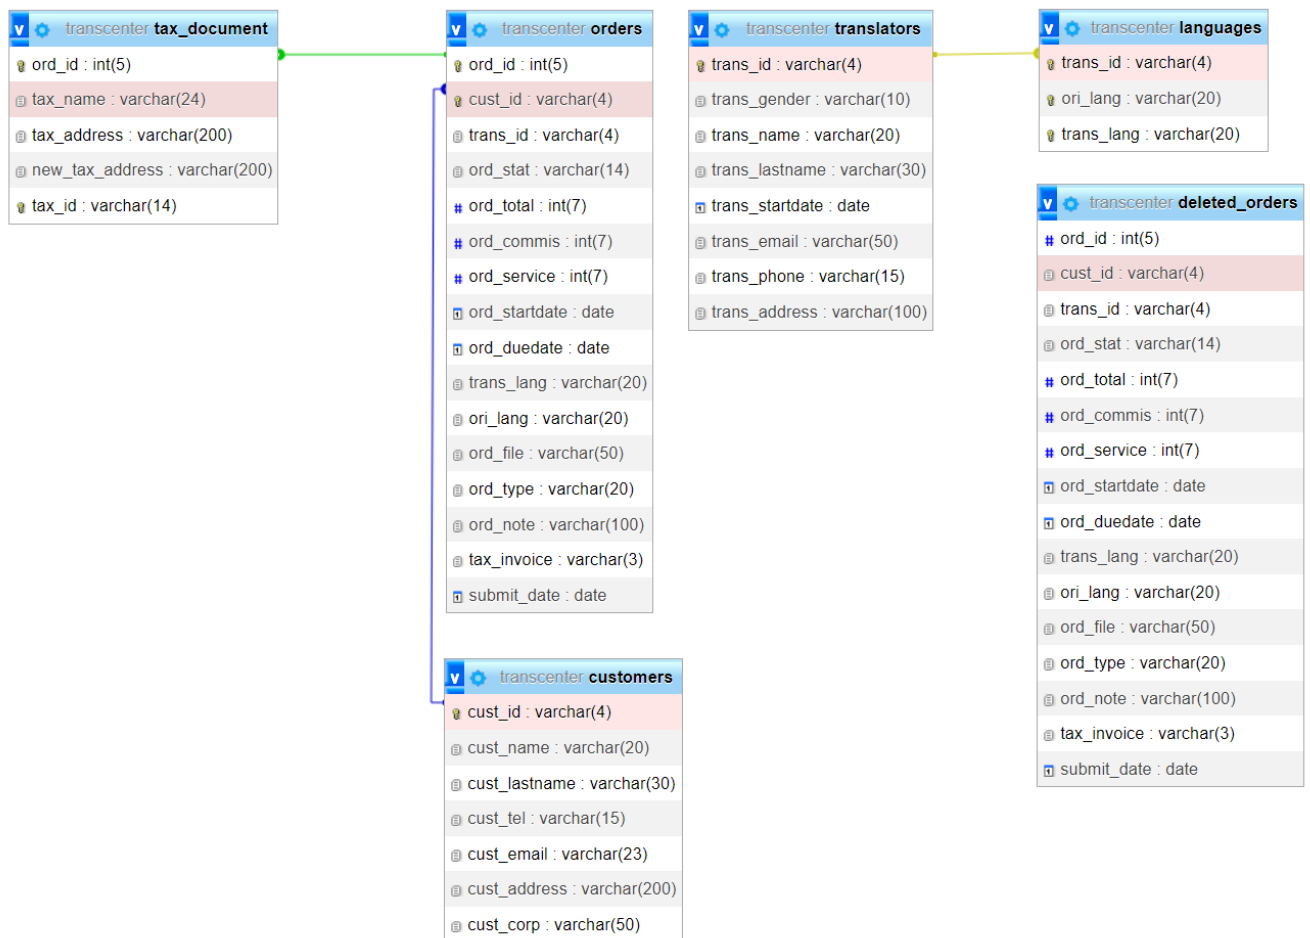 v transcenter tax_document
ord_id : int(5)
tax_name : varchar(24)
tax_address : varchar(200)
new_tax_address : varchar(200)
tax_id : varchar(14)
v transcenter orders
ord_id : int(5)
cust_id : varchar(4)
trans_id : varchar(4)
ord_stat : varchar(14)
# ord_total : int(7)
# ord_commis : int(7)
# ord_service : int(7)
ord_startdate : date
ord_duedate : date
trans_lang : varchar(20)
ori_lang : varchar(20)
ord_file : varchar(50)
ord_type : varchar(20)
ord_note : varchar(100)
tax_invoice : varchar(3)
submit_date : date
v transcenter translators
trans_id : varchar(4)
trans_gender : varchar(10)
trans_name : varchar(20)
trans_lastname : varchar(30)
trans_startdate : date
trans_email : varchar(50)
trans_phone : varchar(15)
trans_address : varchar(100)
v transcenter languages
trans_id : varchar(4)
ori_lang : varchar(20)
trans_lang : varchar(20)
v transcenter deleted_orders
# ord_id : int(5)
cust_id : varchar(4)
trans_id : varchar(4)
ord_stat : varchar(14)
# ord_total : int(7)
# ord_commis : int(7)
# ord_service : int(7)
ord_startdate : date
ord_duedate : date
trans_lang : varchar(20)
ori_lang : varchar(20)
ord_file : varchar(50)
ord_type : varchar(20)
ord_note : varchar(100)
tax_invoice : varchar(3)
submit_date : date
v transcenter customers
cust_id : varchar(4)
cust_name : varchar(20)
cust_lastname : varchar(30)
cust_tel : varchar(15)
cust_email : varchar(23)
cust_address : varchar(200)
cust_corp : varchar(50)